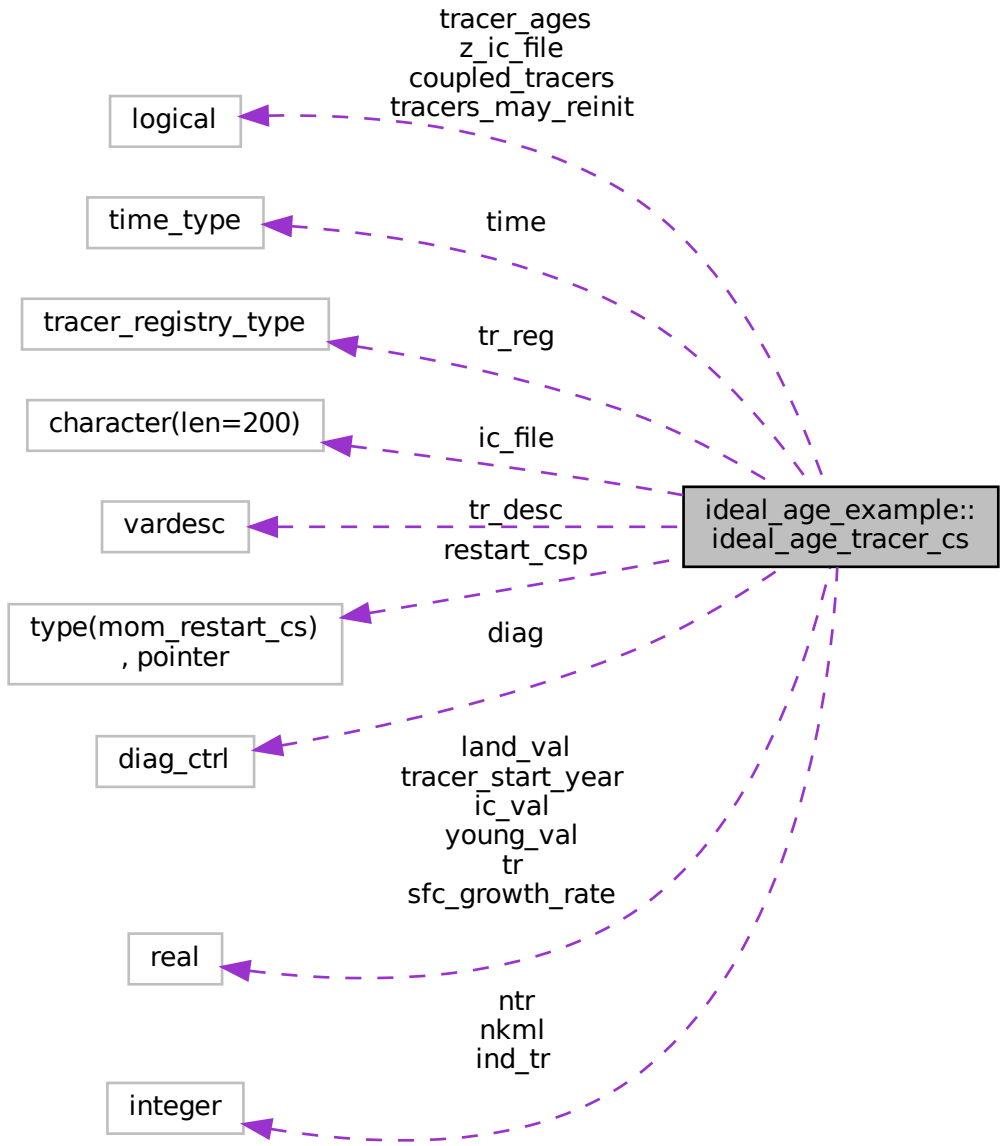 tracer_ages
z_ic_file
coupled_tracers
tracers_may_reinit
logical
time_type
time
tracer_registry_type
tr_reg
character(len=200)
ic_file
ideal_age_example::
ideal_age_tracer_cs
vardesc
tr_desc
restart_csp
type(mom_restart_cs)
, pointer
diag
diag_ctrl
land_val
tracer_start_year
ic_val
young_val
tr
sfc_growth_rate
real
ntr
nkml
ind_tr
integer